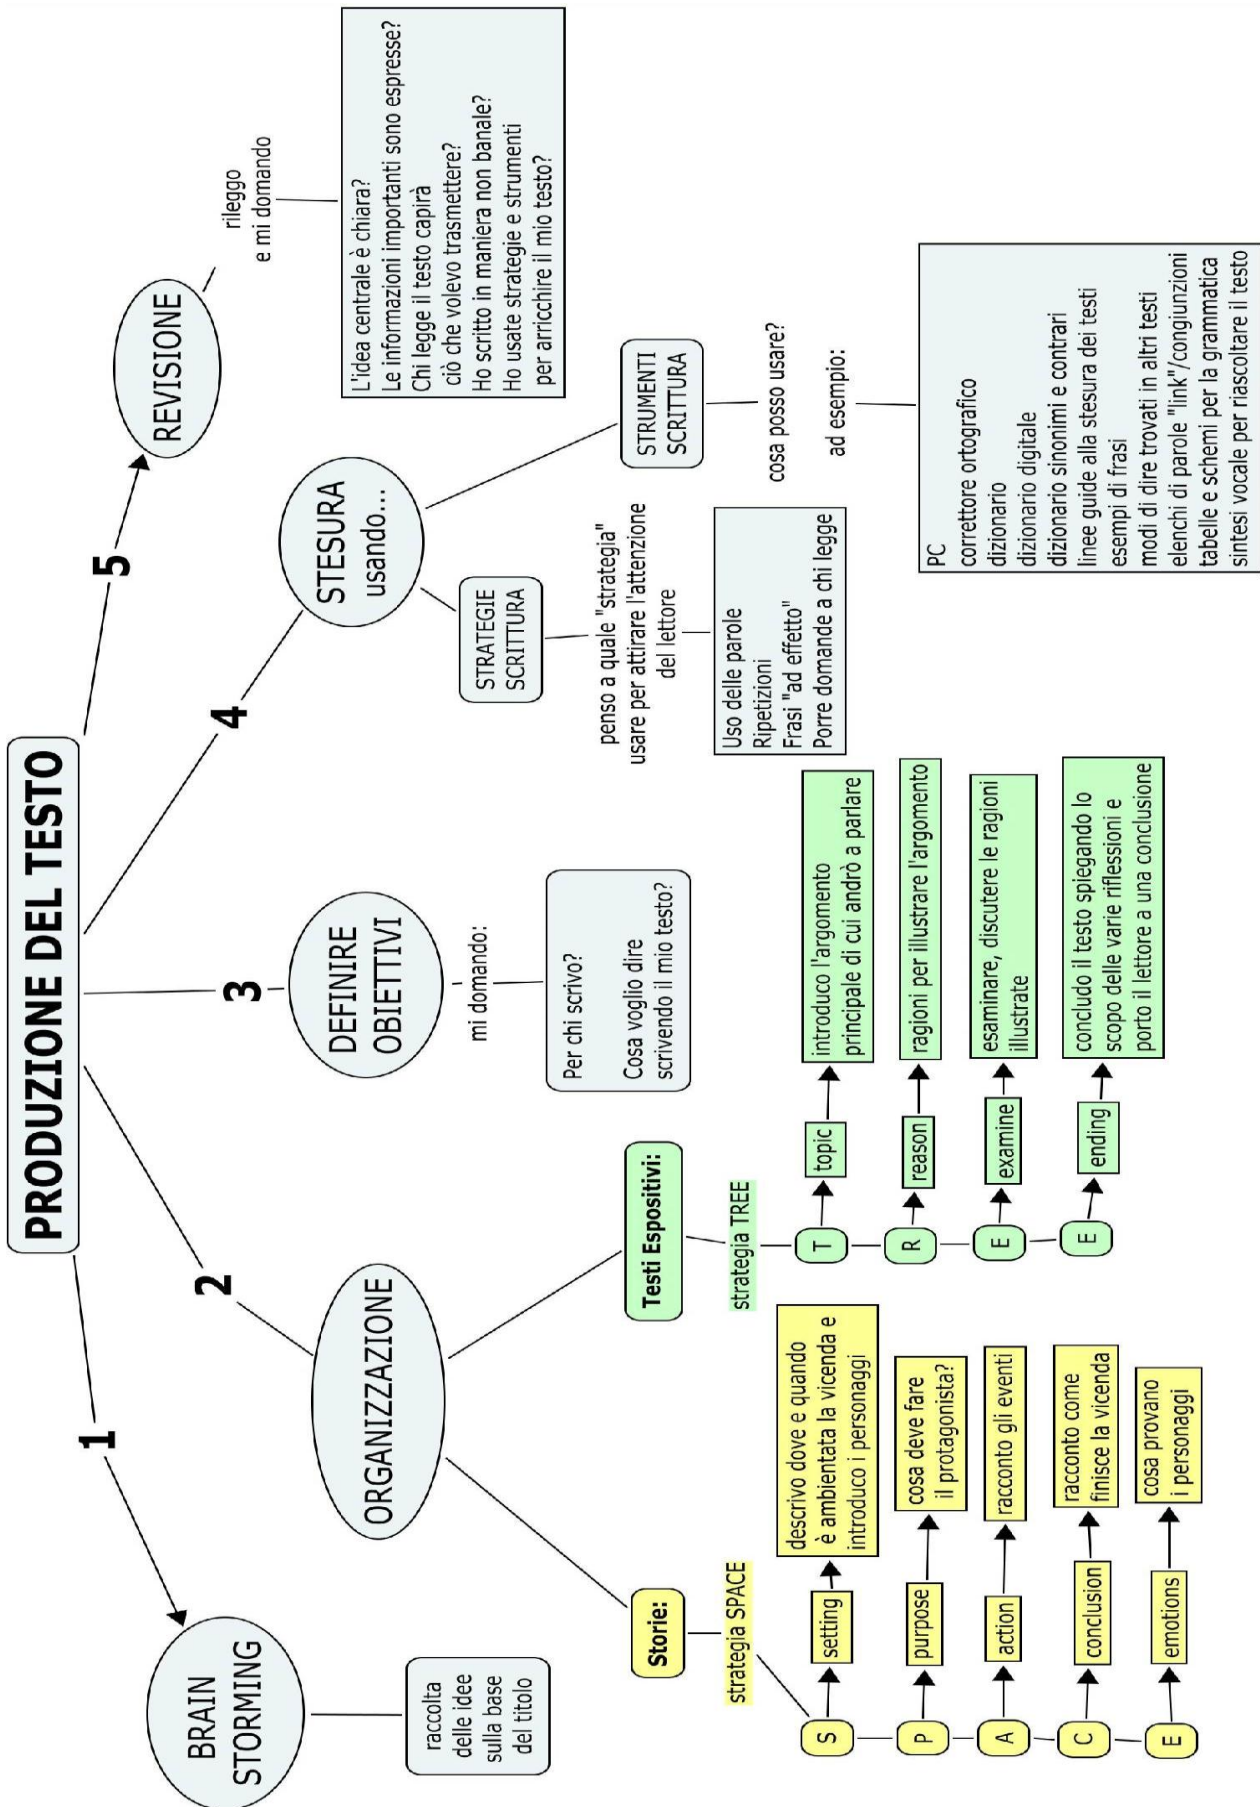 PRODUZIONE DEL TESTO
1
BRAIN
STORMING
raccolta
delle idee
sulla base
del titolo
2
ORGANIZZAZIONE
Storie:
strategia SPACE
S
setting
descrivo dove e quando
è ambientata la vicenda e
introduco i personaggi
P
purpose
cosa deve fare
il protagonista?
A
action
racconto gli eventi
C
conclusion
racconto come
finisce la vicenda
E
emotions
cosa provano
i personaggi
Testi Espositivi:
strategia TREE
T
topic
introduco l'argomento
principale di cui andrò a parlare
R
reason
ragioni per illustrare l'argomento
E
examine
esaminare, discutere le ragioni
illustrate
E
ending
concludo il testo spiegando lo
scopo delle varie riflessioni e
porto il lettore a una conclusione
3
DEFINIRE
OBIETTIVI
mi domando:
Per chi scrivo?
Cosa voglio dire
scrivendo il mio testo?
4
STESURA
usando...
STRATEGIE
SCRITTURA
penso a quale "strategia"
usare per attirare l'attenzione
del lettore
Uso delle parole
Ripetizioni
Frasi "ad effetto"
Porre domande a chi legge
STRUMENTI
SCRITTURA
cosa posso usare?
ad esempio:
PC
correttore ortografico
dizionario
dizionario digitale
dizionario sinonimi e contrari
linee guide alla stesura dei testi
esempi di frasi
modi di dire trovati in altri testi
elenchi di parole "link"/congiunzioni
tabelle e schemi per la grammatica
sintesi vocale per riascoltare il testo
5
REVISIONE
rileggo
e mi domando
L'idea centrale è chiara?
Le informazioni importanti sono espresse?
Chi legge il testo capirà
ciò che volevo trasmettere?
Ho scritto in maniera non banale?
Ho usate strategie e strumenti
per arricchire il mio testo?